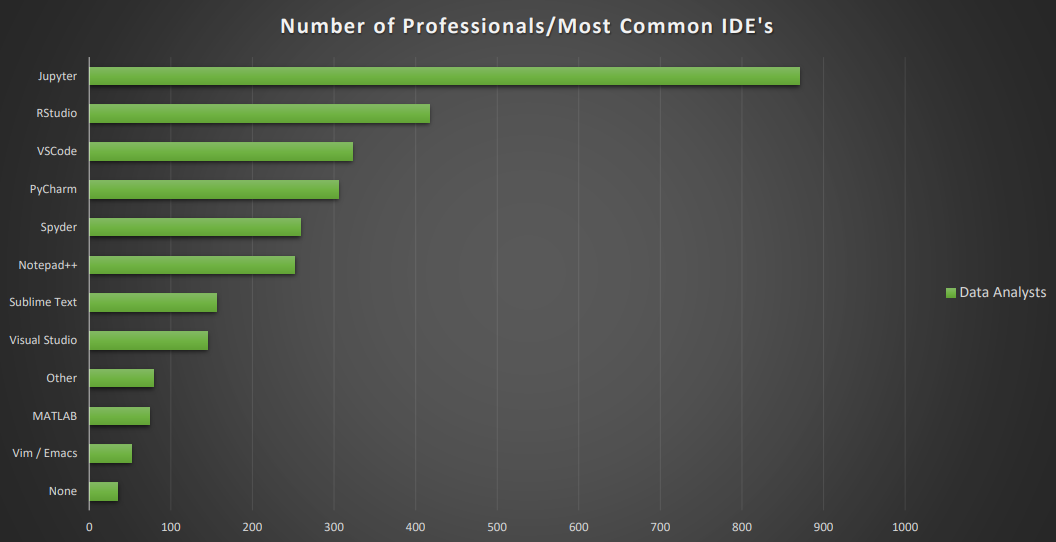 Number of Professionals/Most Common IDE's
Jupyter
RStudio
VSCode
PyCharm
Spyder
Notepad++
Sublime Text
Visual Studio
Other
MATLAB
Vim / Emacs
None
0 100 200 300 400 500 600 700 800 900 1000
Data Analysts